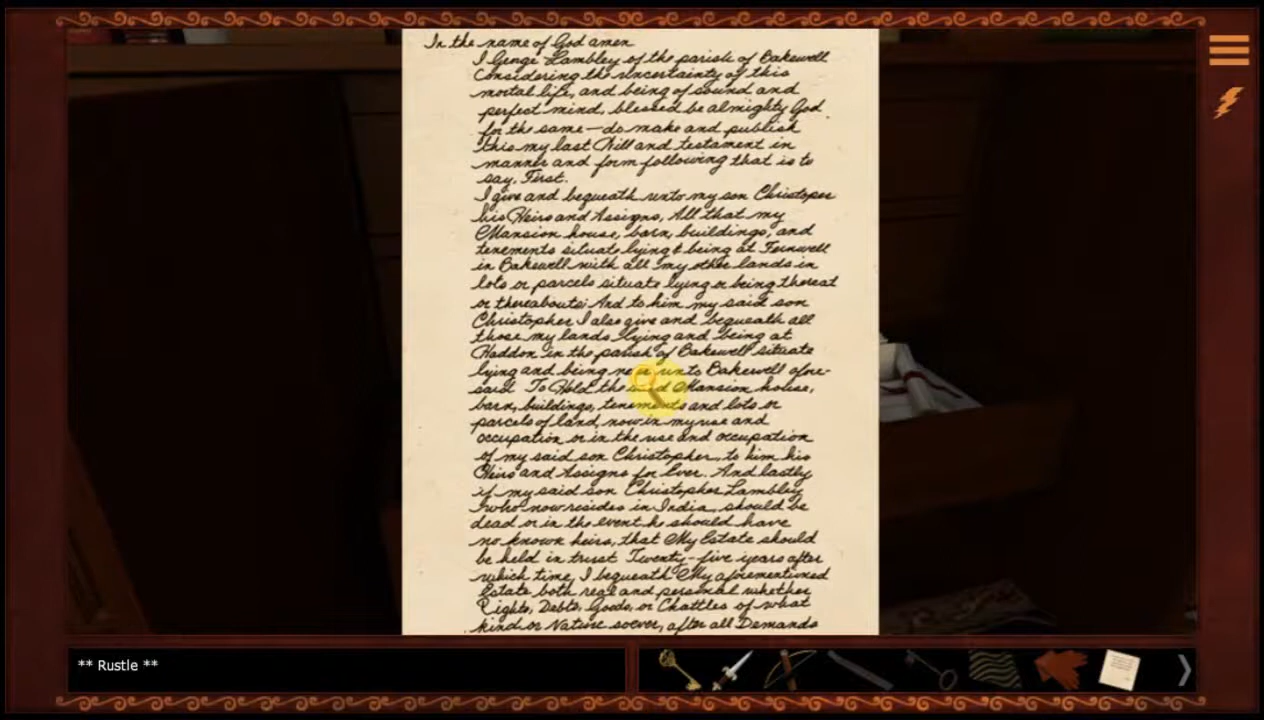 In the name of God amen
I George Lambley of the parish of Bakewell
Considering the uncertainty of this
mortal life, and being of sound and
perfect mind, blessed be almighty God
for the same — do make and publish
this my last Will and testament in
manner and form following that is to
say, First.
I give and bequeath unto my son Christoper
his Heirs and Assigns, All that my
Mansion house, barn, buildings, and
tenements situate lying & being at Fernwell
in Bakewell with all my other lands in
lots or parcels situate lying or being thereat
or thereabouts; And to him my said son
Christopher I also give and bequeath all
those my lands lying and being at
Haddon in the parish of Bakewell situate
lying and being near unto Bakewell afore-
said. To Hold the said Mansion house,
barn, buildings, tenements and lots or
parcels of land, now in my use and
occupation or in the use and occupation
of my said son Christopher, to him his
Heirs and Assigns for Ever. And lastly
if my said son Christopher Lambley
who now resides in India, should be
dead or in the event he should have
no known heirs, that My Estate should
be held in trust Twenty-five years after
which time, I bequeath My aforementioned
Estate both real and personal whether
Rights, Debts, Goods, or Chattles of what
kind or Nature soever, after all Demands
** Rustle **